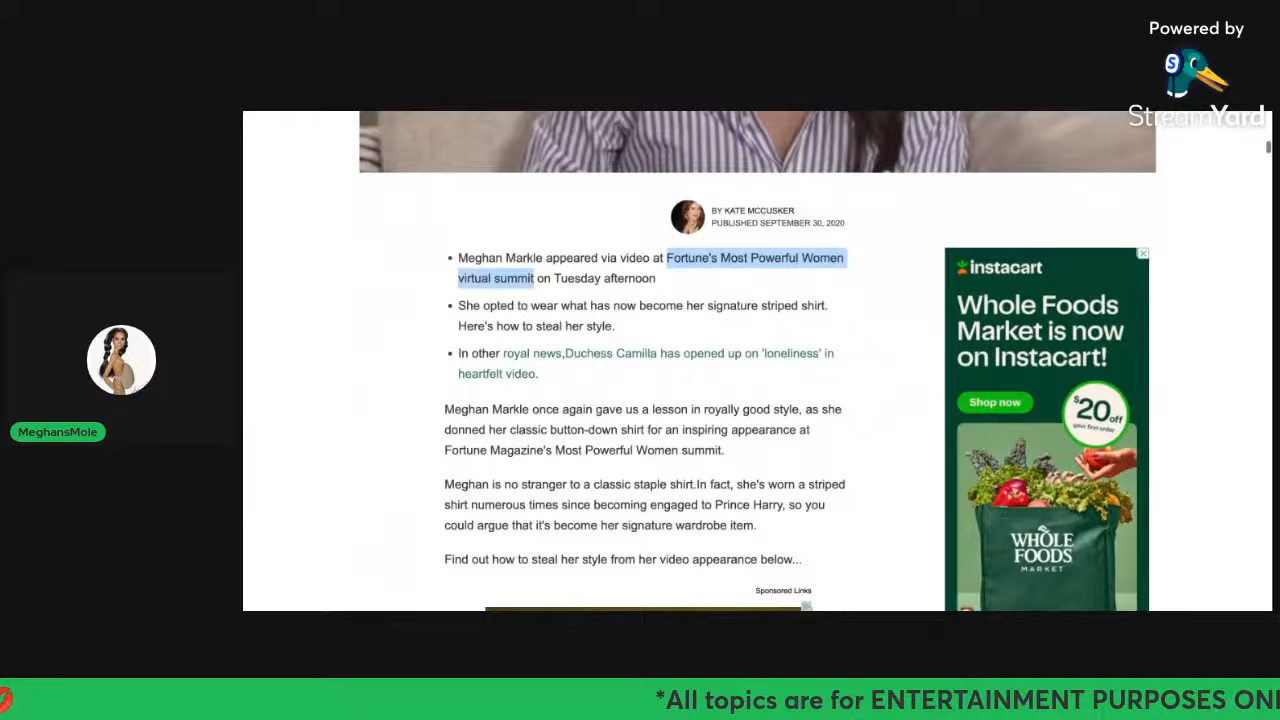 Powered by
S
StreamYard
BY KATE MCCUSKER
PUBLISHED SEPTEMBER 30, 2020
• Meghan Markle appeared via video at Fortune's Most Powerful Women
virtual summit on Tuesday afternoon
• She opted to wear what has now become her signature striped shirt.
Here's how to steal her style.
• In other royal news,Duchess Camilla has opened up on 'loneliness' in
heartfelt video.
Meghan Markle once again gave us a lesson in royally good style, as she
donned her classic button-down shirt for an inspiring appearance at
Fortune Magazine's Most Powerful Women summit.
Meghan is no stranger to a classic staple shirt.In fact, she's worn a striped
shirt numerous times since becoming engaged to Prince Harry, so you
could argue that it's become her signature wardrobe item.
Find out how to steal her style from her video appearance below...
Sponsored Links
instacart
Whole Foods
Market is now
on Instacart!
Shop now
$20off
your first order
WHOLE
FOODS
MARKET
MeghansMole
*All topics are for ENTERTAINMENT PURPOSES ON